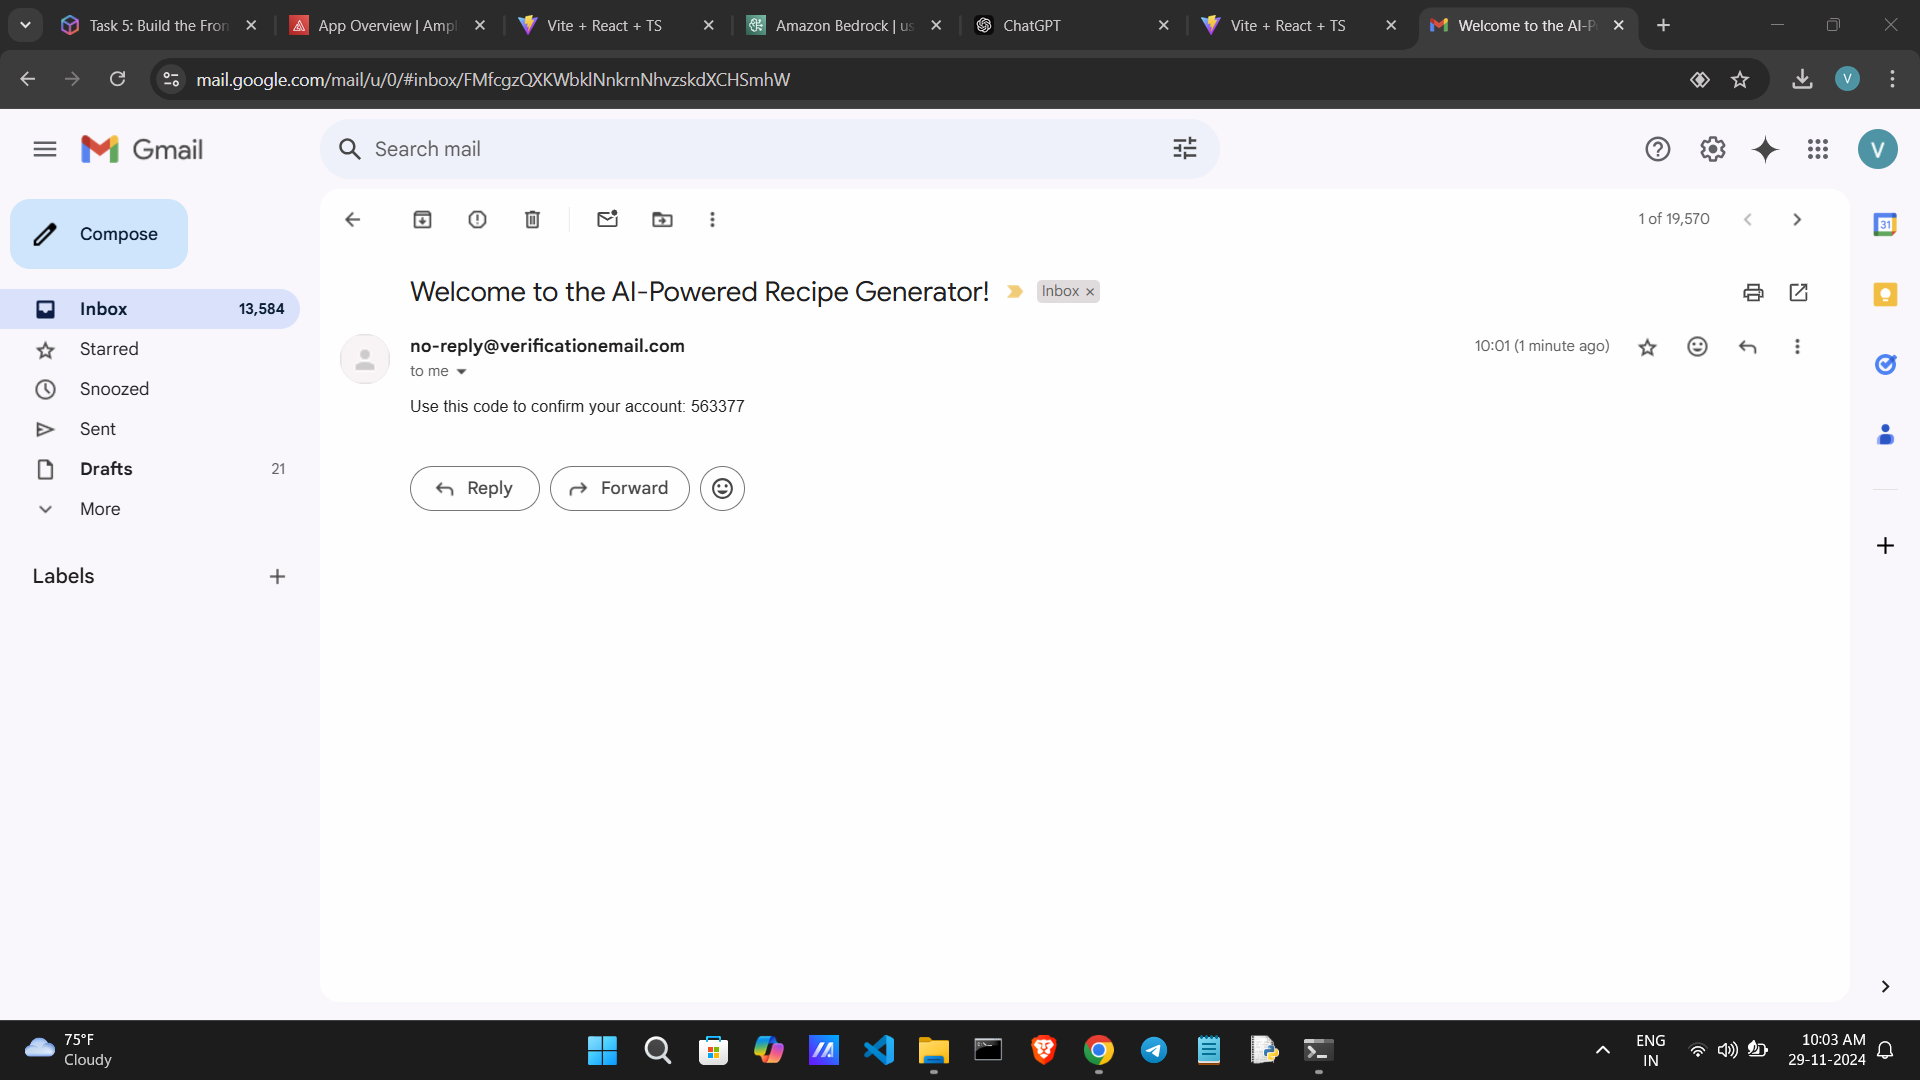 Task 5: Build the Fron
App Overview | Ampl
Vite + React + TS
Amazon Bedrock | us
ChatGPT
Vite + React + TS
Welcome to the AI-P
mail.google.com/mail/u/0/#inbox/FMfcgzQXKWbklNnkrnNhvzskdXCHSmhW
V
Gmail
Search mail
V
Compose
1 of 19,570
31
Welcome to the AI-Powered Recipe Generator!
Inbox ×
Inbox 13,584
Starred
Snoozed
Sent
Drafts 21
More
Labels
no-reply@verificationemail.com
10:01 (1 minute ago)
to me
Use this code to confirm your account: 563377
Reply
Forward
75°F
Cloudy
ENG
IN
10:03 AM
29-11-2024